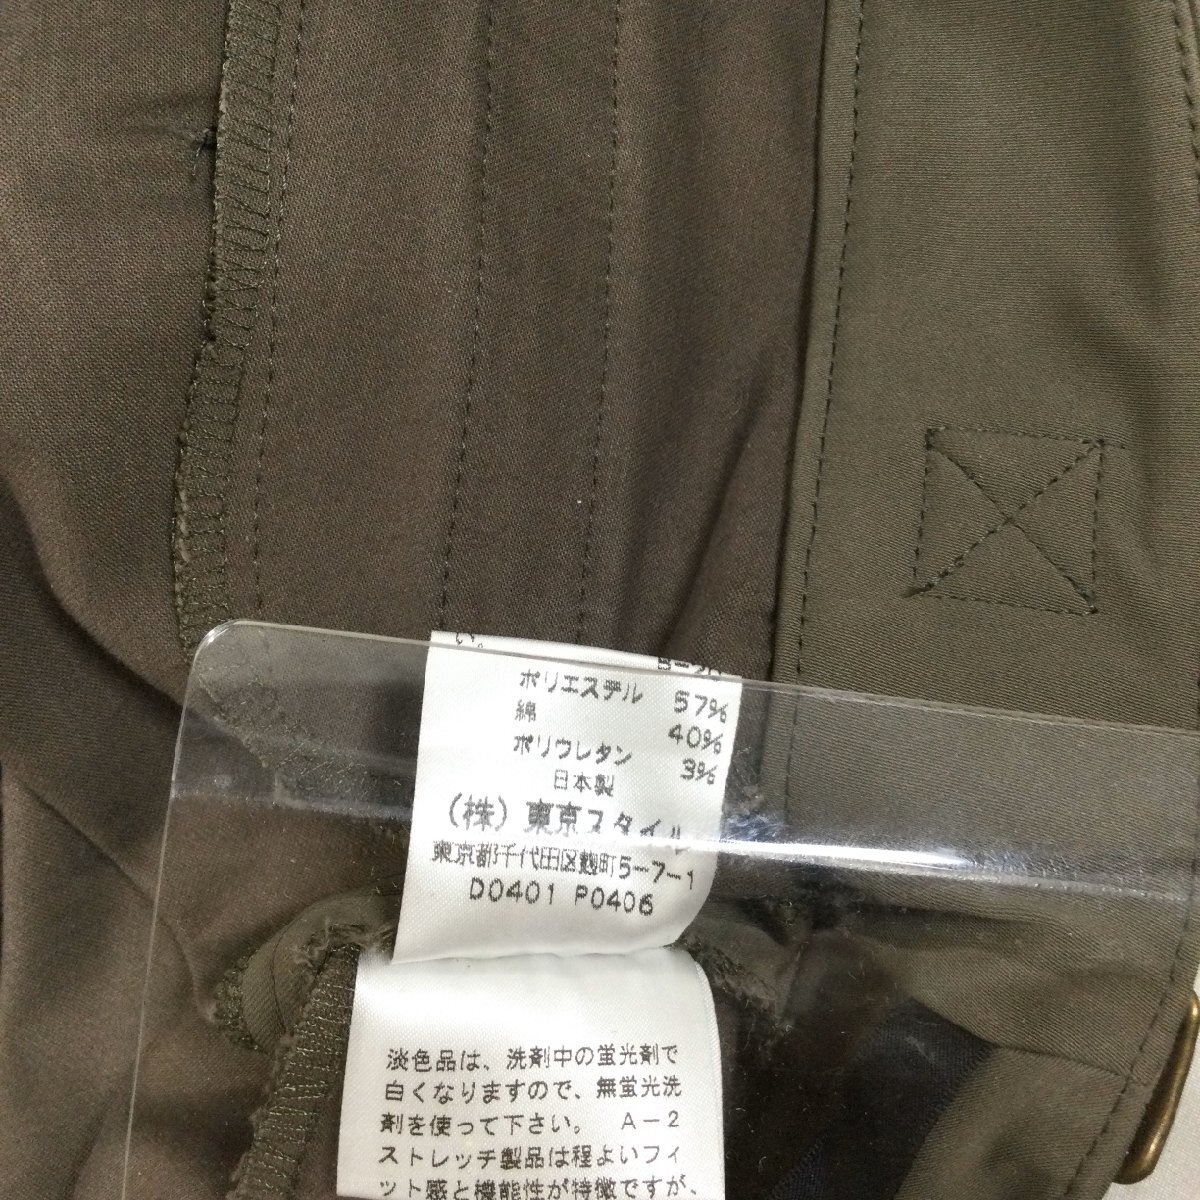 い。
ポリエステル 57%
綿 40%
ポリウレタン 3%
日本製
(株) 東京スタイル
東京都千代田区麹町5-7-1
D0401 P0406
淡色品は、洗剤中の蛍光剤で
白くなりますので、無蛍光洗
剤を使って下さい。 A-2
ストレッチ製品は程よいフィ
ット感と機能性が特徴ですが、